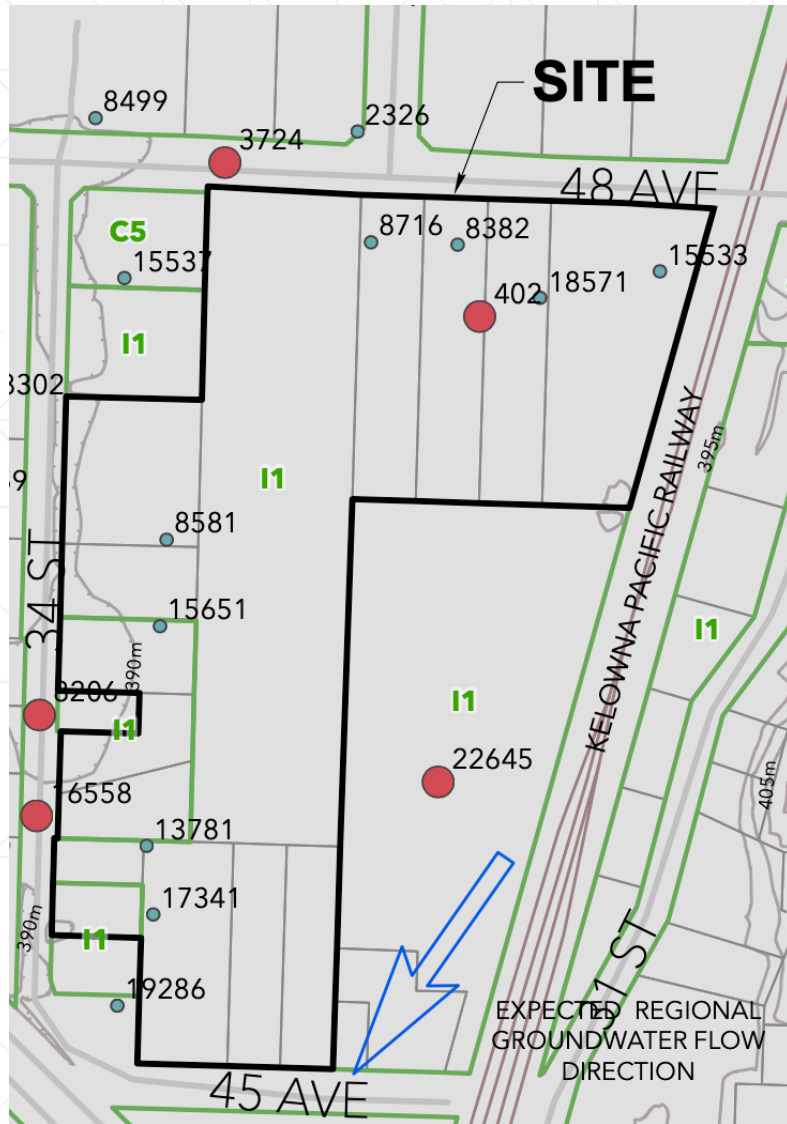 SITE
8499
2326
3724
48 AVE
C5
8716
8382
15533
15537
402
18571
I1
3302
395m
I1
KELOWNA PACIFIC RAILWAY
8581
34 ST
15651
I1
390m
I1
8206
I1
22645
16558
405m
13781
17341
390m
I1
31 ST
19286
EXPECTED REGIONAL
GROUNDWATER FLOW
DIRECTION
45 AVE